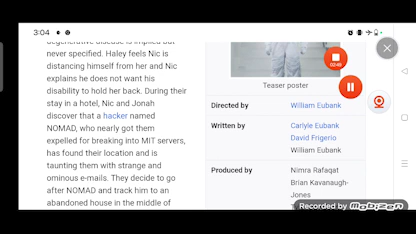 3:04
degenerative disease is implied but
never specified. Haley feels Nic is
distancing himself from her and Nic
explains he does not want his
disability to hold her back. During their
stay in a hotel, Nic and Jonah
discover that a hacker named
NOMAD, who nearly got them
expelled for breaking into MIT servers,
has found their location and is
taunting them with strange and
ominous e-mails. They decide to go
after NOMAD and track him to an
abandoned house in the middle of
Teaser poster
Directed by William Eubank
Written by Carlyle Eubank
David Frigerio
William Eubank
Produced by Nimra Rafaqat
Brian Kavanaugh-
Jones
Recorded by Mobizen